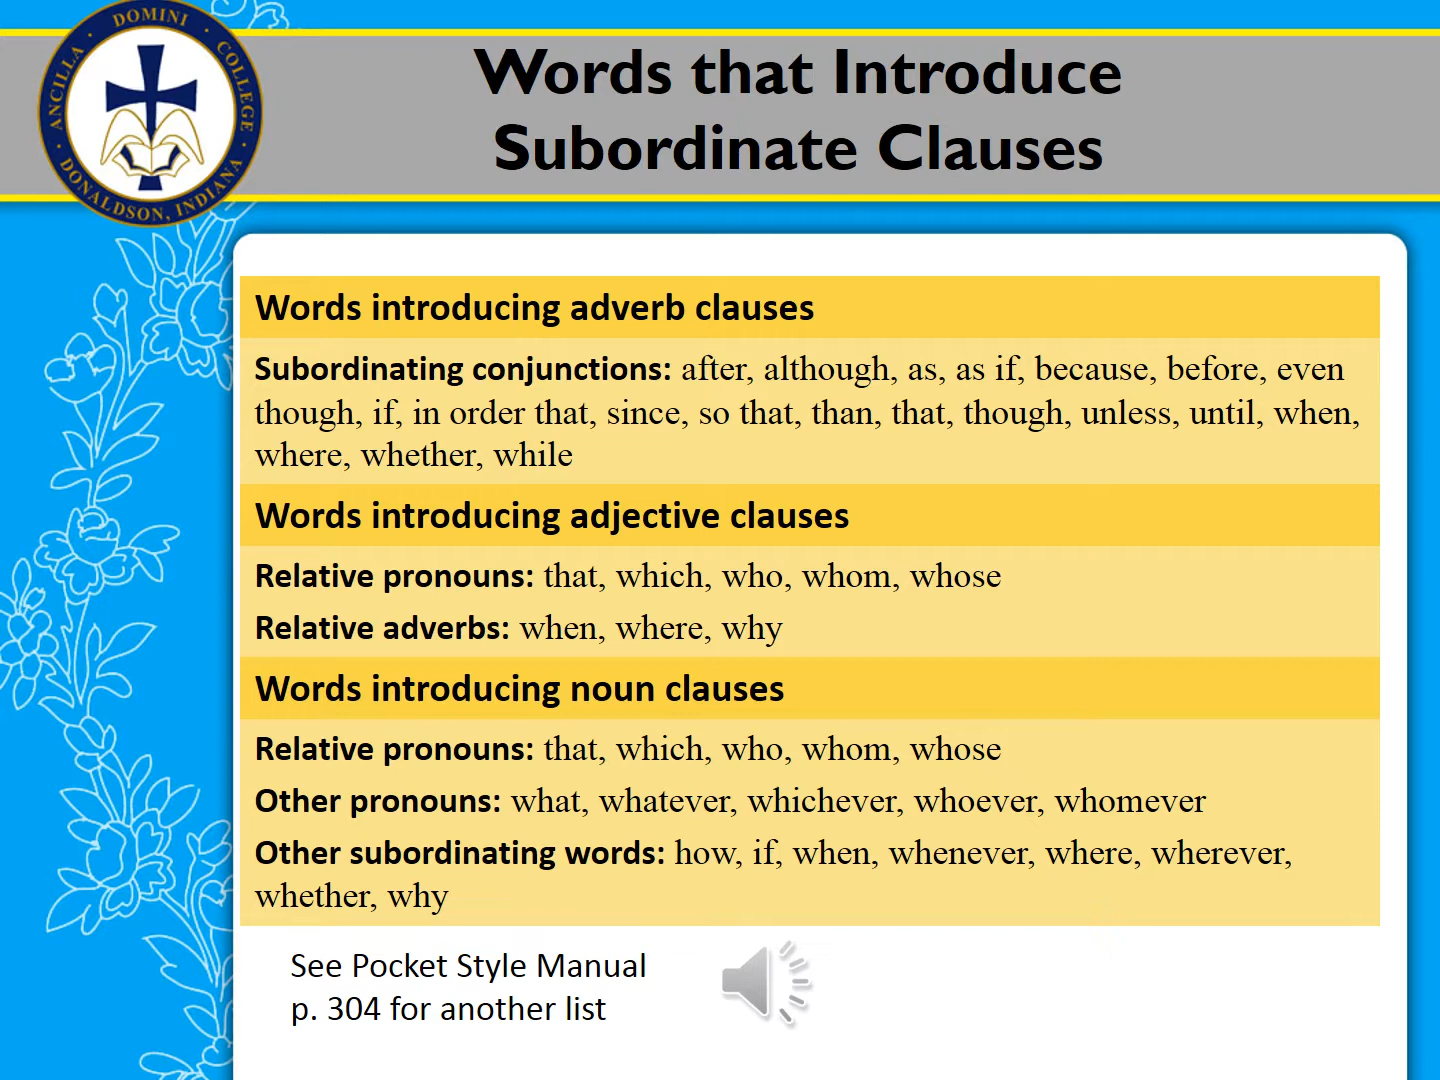 ANCILLA DOMINI COLLEGE
DONALDSON, INDIANA
Words that Introduce
Subordinate Clauses
Words introducing adverb clauses
Subordinating conjunctions: after, although, as, as if, because, before, even
though, if, in order that, since, so that, than, that, though, unless, until, when,
where, whether, while
Words introducing adjective clauses
Relative pronouns: that, which, who, whom, whose
Relative adverbs: when, where, why
Words introducing noun clauses
Relative pronouns: that, which, who, whom, whose
Other pronouns: what, whatever, whichever, whoever, whomever
Other subordinating words: how, if, when, whenever, where, wherever,
whether, why
See Pocket Style Manual
p. 304 for another list